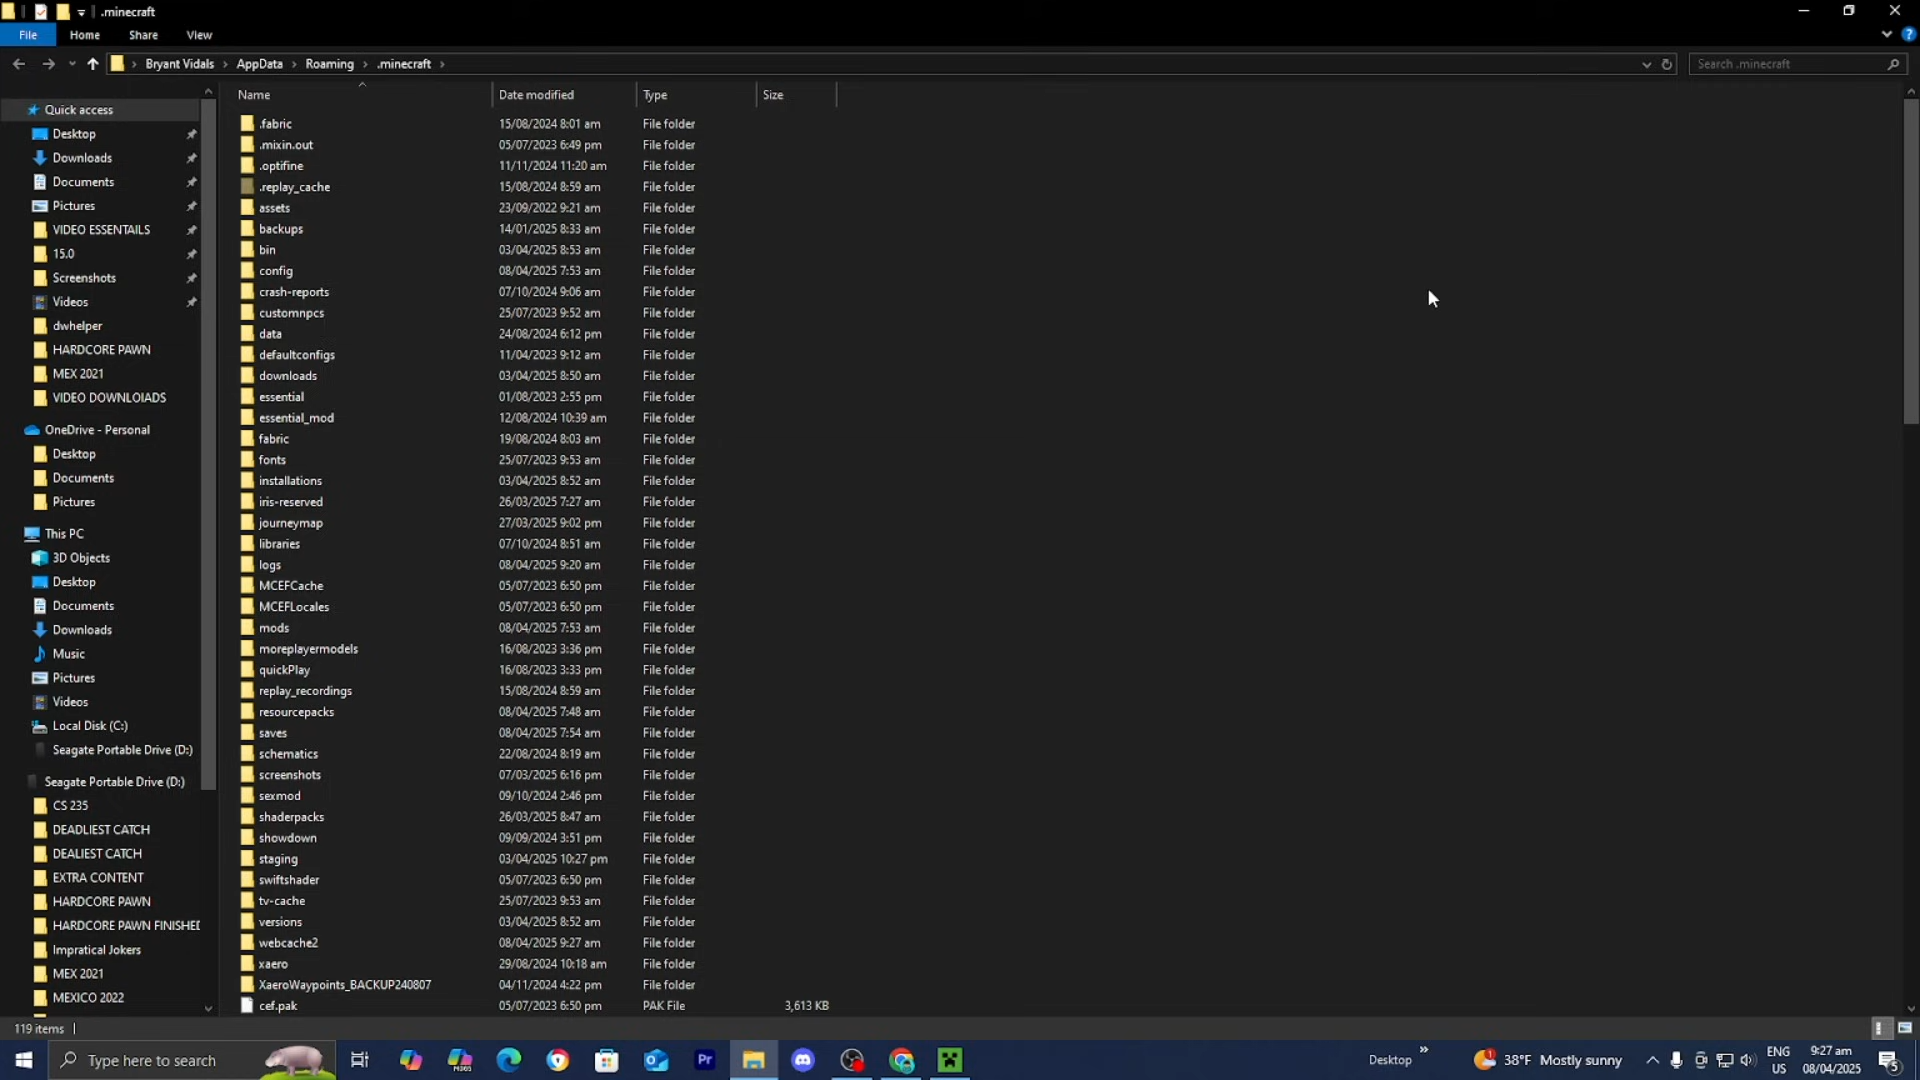 .minecraft
File Home Share View
Bryant Vidals > AppData > Roaming > .minecraft >
Search .minecraft
Name Date modified Type Size
Quick access
Desktop
Downloads
Documents
Pictures
VIDEO ESSENTAILS
15.0
Screenshots
Videos
dwhelper
HARDCORE PAWN
MEX 2021
VIDEO DOWNLOIADS
OneDrive - Personal
Desktop
Documents
Pictures
This PC
3D Objects
Desktop
Documents
Downloads
Music
Pictures
Videos
Local Disk (C:)
Seagate Portable Drive (D:)
Seagate Portable Drive (D:)
CS 235
DEADLIEST CATCH
DEALIEST CATCH
EXTRA CONTENT
HARDCORE PAWN
HARDCORE PAWN FINISHED
Impratical Jokers
MEX 2021
MEXICO 2022
.fabric 15/08/2024 8:01 am File folder
.mixin.out 05/07/2023 6:49 pm File folder
.optifine 11/11/2024 11:20 am File folder
.replay_cache 15/08/2024 8:59 am File folder
assets 23/09/2022 9:21 am File folder
backups 14/01/2025 8:33 am File folder
bin 03/04/2025 8:53 am File folder
config 08/04/2025 7:53 am File folder
crash-reports 07/10/2024 9:06 am File folder
customnpcs 25/07/2023 9:52 am File folder
data 24/08/2024 6:12 pm File folder
defaultconfigs 11/04/2023 9:12 am File folder
downloads 03/04/2025 8:50 am File folder
essential 01/08/2023 2:55 pm File folder
essential_mod 12/08/2024 10:39 am File folder
fabric 19/08/2024 8:03 am File folder
fonts 25/07/2023 9:53 am File folder
installations 03/04/2025 8:52 am File folder
iris-reserved 26/03/2025 7:27 am File folder
journeymap 27/03/2025 9:02 pm File folder
libraries 07/10/2024 8:51 am File folder
logs 08/04/2025 9:20 am File folder
MCEFCache 05/07/2023 6:50 pm File folder
MCEFLocales 05/07/2023 6:50 pm File folder
mods 08/04/2025 7:53 am File folder
moreplayermodels 16/08/2023 3:36 pm File folder
quickPlay 16/08/2023 3:33 pm File folder
replay_recordings 15/08/2024 8:59 am File folder
resourcepacks 08/04/2025 7:48 am File folder
saves 08/04/2025 7:54 am File folder
schematics 22/08/2024 8:19 am File folder
screenshots 07/03/2025 6:16 pm File folder
sexmod 09/10/2024 2:46 pm File folder
shaderpacks 26/03/2025 8:47 am File folder
showdown 09/09/2024 3:51 pm File folder
staging 03/04/2025 10:27 pm File folder
swiftshader 05/07/2023 6:50 pm File folder
tv-cache 25/07/2023 9:53 am File folder
versions 03/04/2025 8:52 am File folder
webcache2 08/04/2025 9:27 am File folder
xaero 29/08/2024 10:18 am File folder
XaeroWaypoints_BACKUP240807 04/11/2024 4:22 pm File folder
cef.pak 05/07/2023 6:50 pm PAK File 3,613 KB
119 items
Type here to search
M365
Pr
Desktop
38°F Mostly sunny
ENG
US
9:27 am
08/04/2025
5